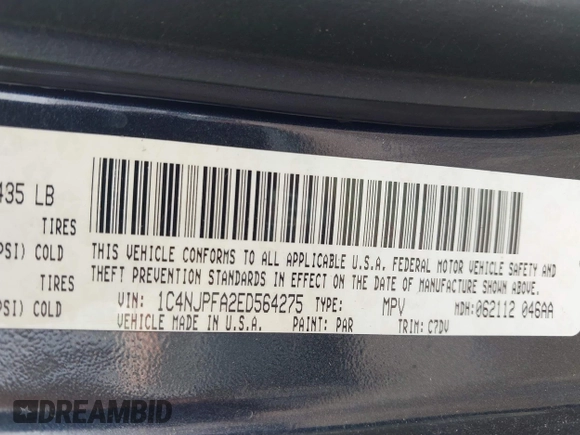 435 LB
TIRES
PSI) COLD
TIRES
PSI) COLD
THIS VEHICLE CONFORMS TO ALL APPLICABLE U.S.A. FEDERAL MOTOR VEHICLE SAFETY AND
THEFT PREVENTION STANDARDS IN EFFECT ON THE DATE OF MANUFACTURE SHOWN ABOVE.
VIN: 1C4NJPFA2ED564275 TYPE: MPV MDH:062112 046AA
VEHICLE MADE IN U.S.A. PAINT: PAR TRIM: C7DV
DREAMBID